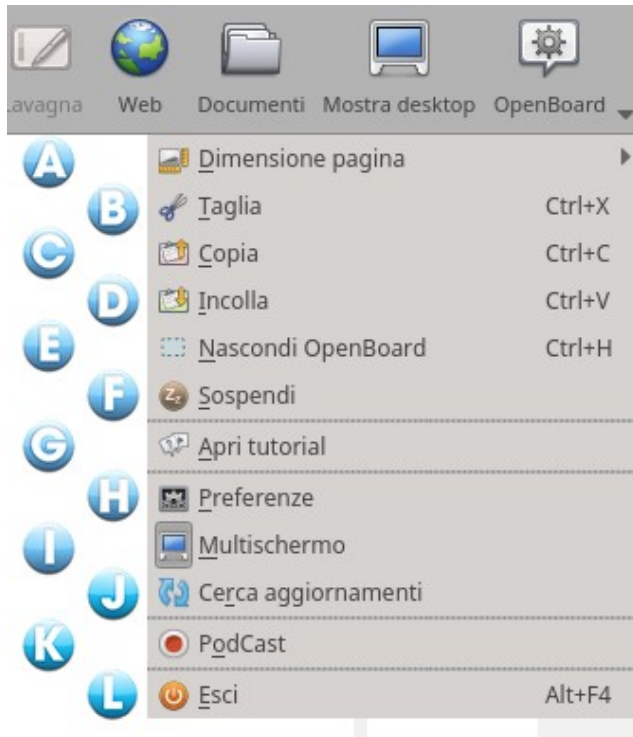 Lavagna Web Documenti Mostra desktop OpenBoard
A Dimensione pagina
B Taglia Ctrl+X
C Copia Ctrl+C
D Incolla Ctrl+V
E Nascondi OpenBoard Ctrl+H
F Sospendi
G Apri tutorial
H Preferenze
I Multischermo
J Cerca aggiornamenti
K PodCast
L Esci Alt+F4